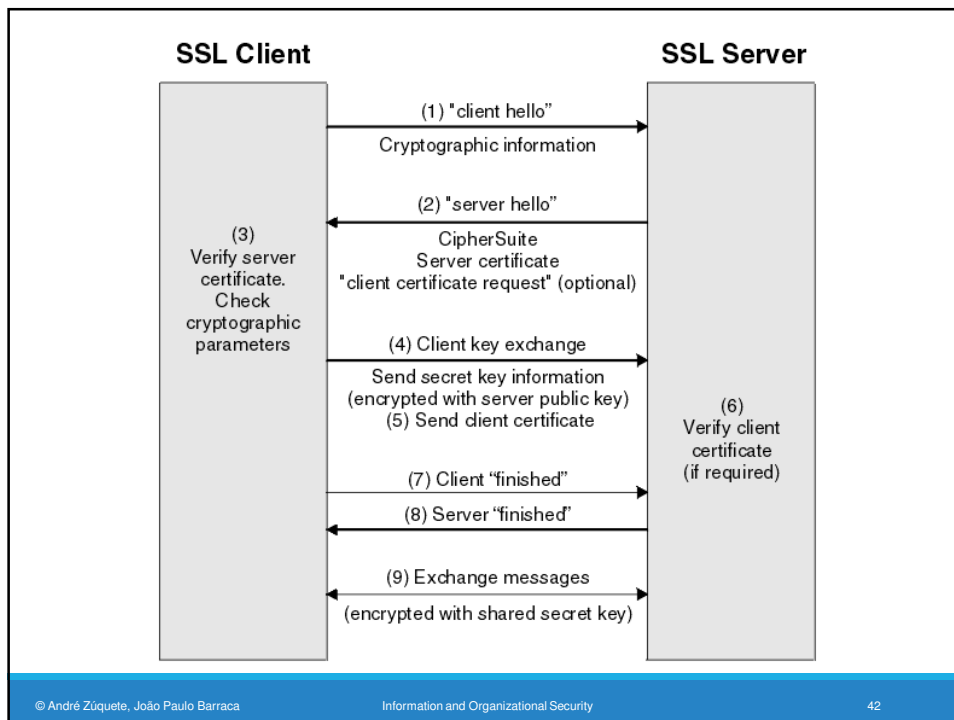 SSL Client
SSL Server
(1) "client hello”
Cryptographic information
(2) "server hello”
CipherSuite
Server certificate
"client certificate request" (optional)
(3)
Verify server
certificate.
Check
cryptographic
parameters
(4) Client key exchange
Send secret key information
(encrypted with server public key)
(5) Send client certificate
(6)
Verify client
certificate
(if required)
(7) Client “finished”
(8) Server “finished”
(9) Exchange messages
(encrypted with shared secret key)
© André Zúquete, João Paulo Barraca
Information and Organizational Security
42